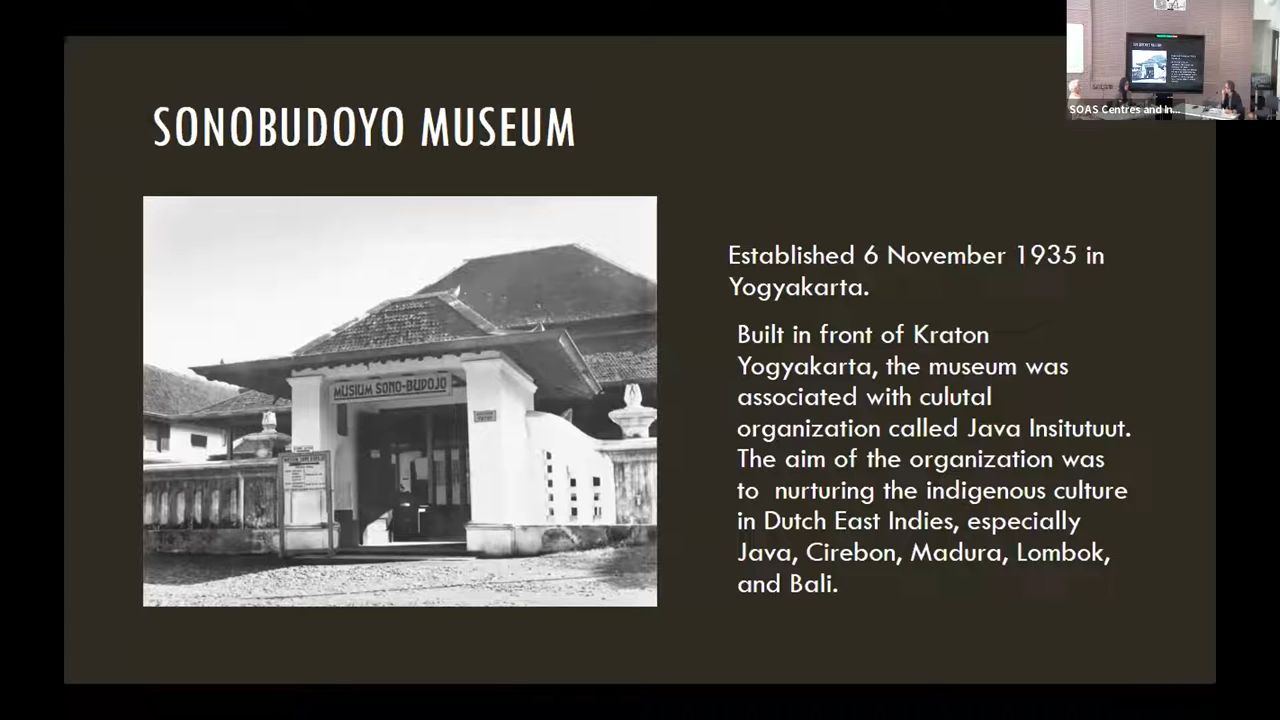 SONOBUDOYO MUSEUM
SOAS Centres and In...
MUSIUM SONO-BUDOJO
Established 6 November 1935 in
Yogyakarta.
Built in front of Kraton
Yogyakarta, the museum was
associated with culutal
organization called Java Insitutuut.
The aim of the organization was
to nurturing the indigenous culture
in Dutch East Indies, especially
Java, Cirebon, Madura, Lombok,
and Bali.